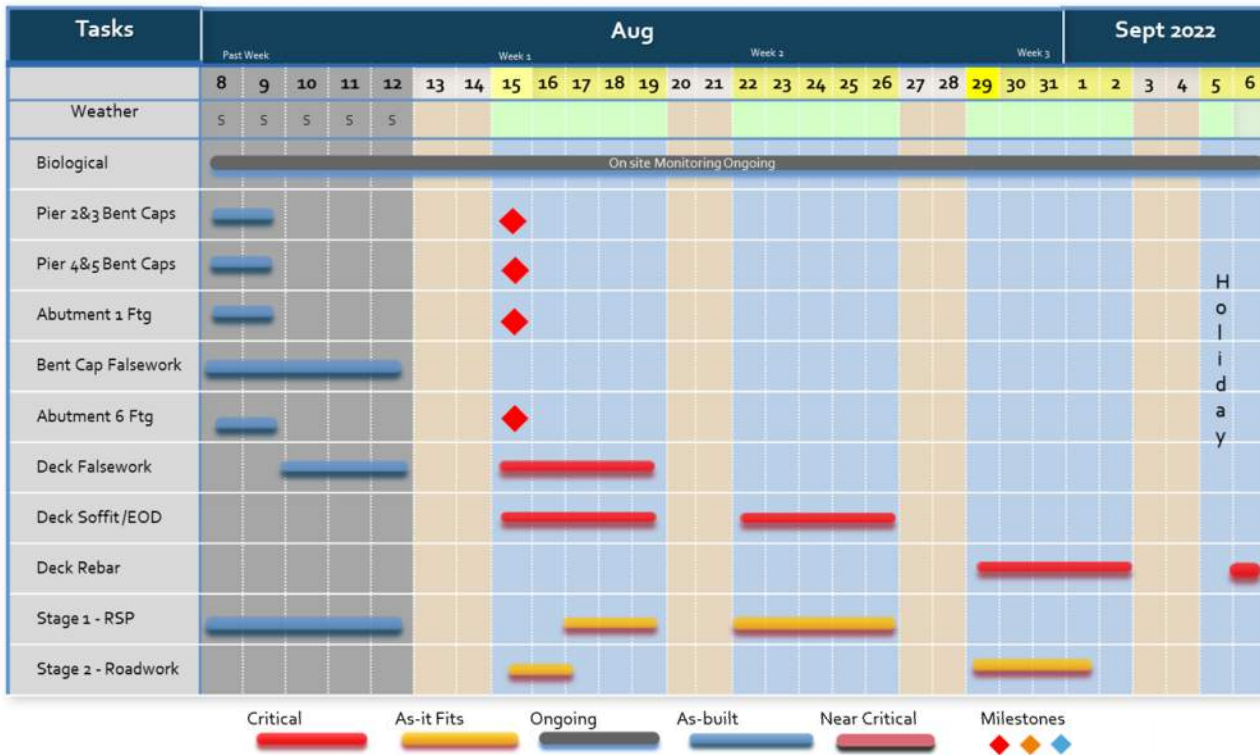 Tasks
Aug
Sept 2022
Past Week
Week 1
Week 2
Week 3
8 9 10 11 12 13 14 15 16 17 18 19 20 21 22 23 24 25 26 27 28 29 30 31 1 2 3 4 5 6
Weather
S S S S S
Biological
On site Monitoring Ongoing
Pier 2&3 Bent Caps
Pier 4&5 Bent Caps
Abutment 1 Ftg
Bent Cap Falsework
Abutment 6 Ftg
Deck Falsework
Deck Soffit/EOD
Deck Rebar
Stage 1 - RSP
Stage 2 - Roadwork
Holiday
Critical
As-it Fits
Ongoing
As-built
Near Critical
Milestones